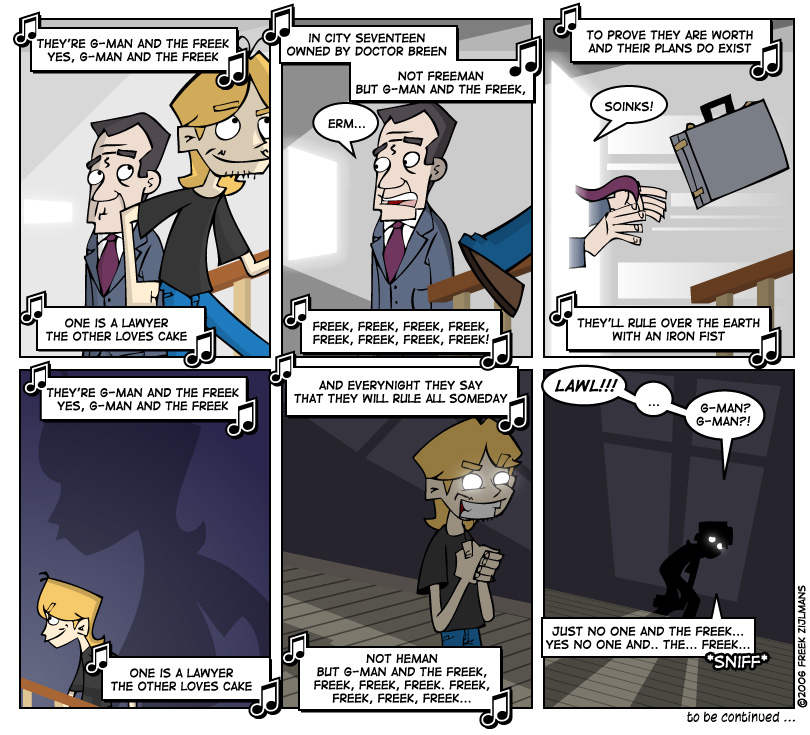 THEY'RE G-MAN AND THE FREEK
YES, G-MAN AND THE FREEK
ONE IS A LAWYER
THE OTHER LOVES CAKE
IN CITY SEVENTEEN
OWNED BY DOCTOR BREEN
NOT FREEMAN
BUT G-MAN AND THE FREEK,
ERM...
FREEK, FREEK, FREEK, FREEK,
FREEK, FREEK, FREEK, FREEK!
TO PROVE THEY ARE WORTH
AND THEIR PLANS DO EXIST
SOINKS!
THEY'LL RULE OVER THE EARTH
WITH AN IRON FIST
THEY'RE G-MAN AND THE FREEK
YES, G-MAN AND THE FREEK
ONE IS A LAWYER
THE OTHER LOVES CAKE
AND EVERYNIGHT THEY SAY
THAT THEY WILL RULE ALL SOMEDAY
NOT HEMAN
BUT G-MAN AND THE FREEK,
FREEK, FREEK, FREEK. FREEK,
FREEK, FREEK, FREEK...
LAWL!!!
...
G-MAN?
G-MAN?!
JUST NO ONE AND THE FREEK...
YES NO ONE AND.. THE... FREEK...
*SNIFF*
©2006 FREEK ZIJLMANS
to be continued ...